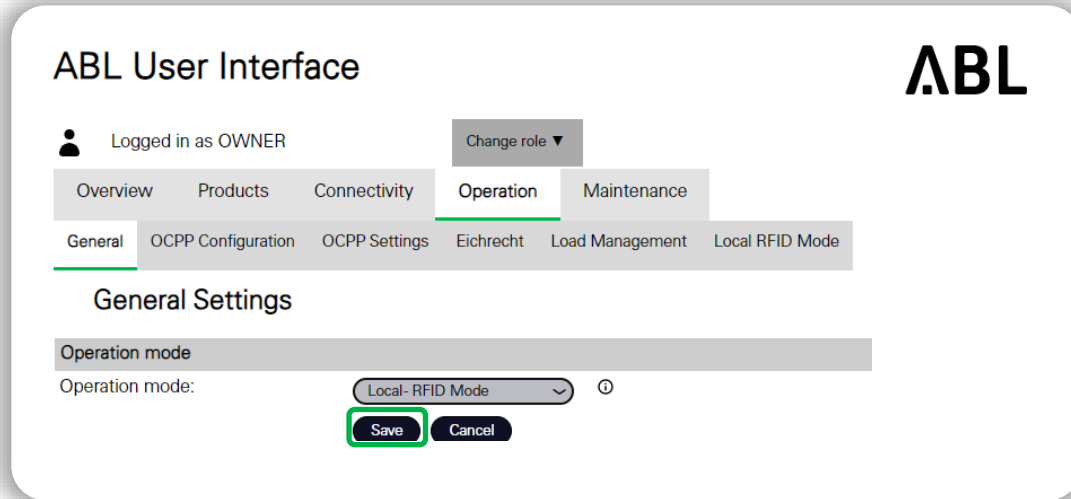 ABL User Interface
ABL
Logged in as OWNER
Change role ▼
Overview Products Connectivity Operation Maintenance
General OCPP Configuration OCPP Settings Eichrecht Load Management Local RFID Mode
General Settings
Operation mode
Operation mode: Local- RFID Mode
Save Cancel